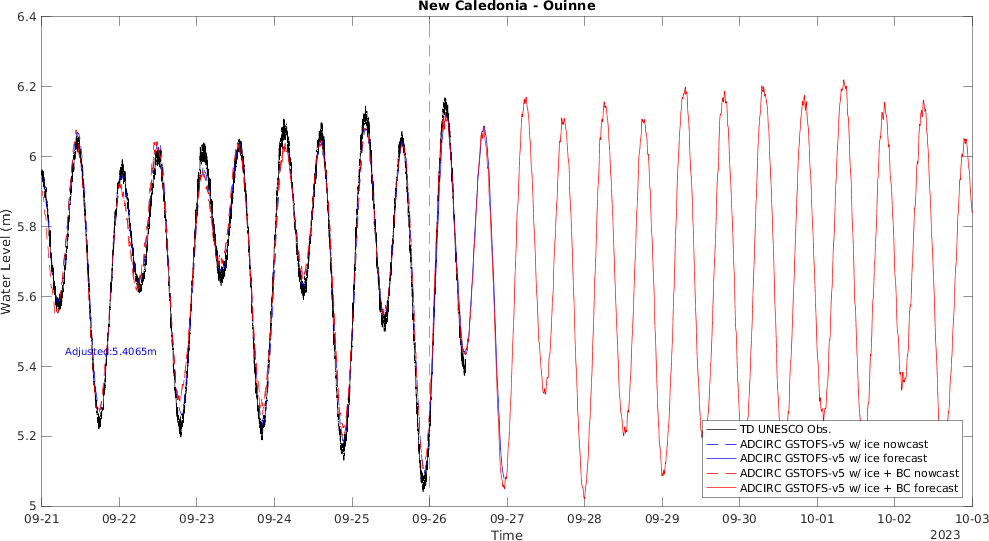 New Caledonia - Ouinne
6.4
6.2
6
5.8
5.6
5.4
5.2
5
Water Level (m)
Adjusted:5.4065m
TD UNESCO Obs.
ADCIRC GSTOFS-v5 w/ ice nowcast
ADCIRC GSTOFS-v5 w/ ice forecast
ADCIRC GSTOFS-v5 w/ ice + BC nowcast
ADCIRC GSTOFS-v5 w/ ice + BC forecast
09-21 09-22 09-23 09-24 09-25 09-26 09-27 09-28 09-29 09-30 10-01 10-02 10-03
Time
2023